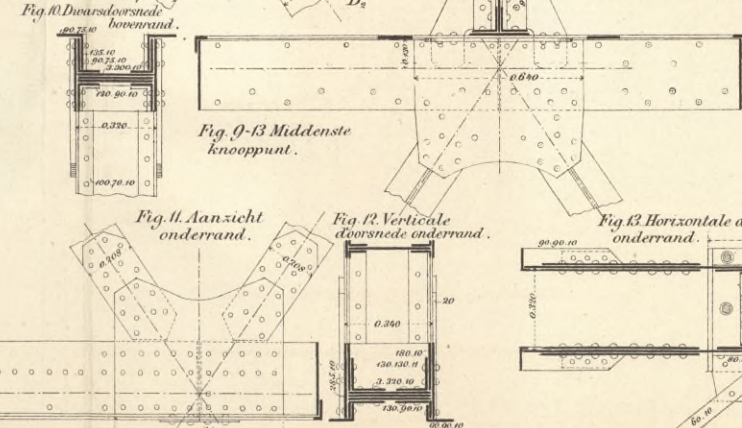 Fig. 10. Dwarsdoorsnede
bovenrand.
D₂
90.75.10
135.10
90.75.10
3.300.10
120.90.10
0.320
100.70.10
0.640
Fig. 9-13 Middenste
knooppunt.
Fig. 11. Aanzicht
onderrand.
0.208
0.208
Fig. 12. Verticale
doorsnede onderrand.
20
0.340
180.10
130.130.11
3.320.10
130.90.10
90.90.10
Fig. 13. Horizontale d
onderrand.
90.90.10
0.320
80.
60.10